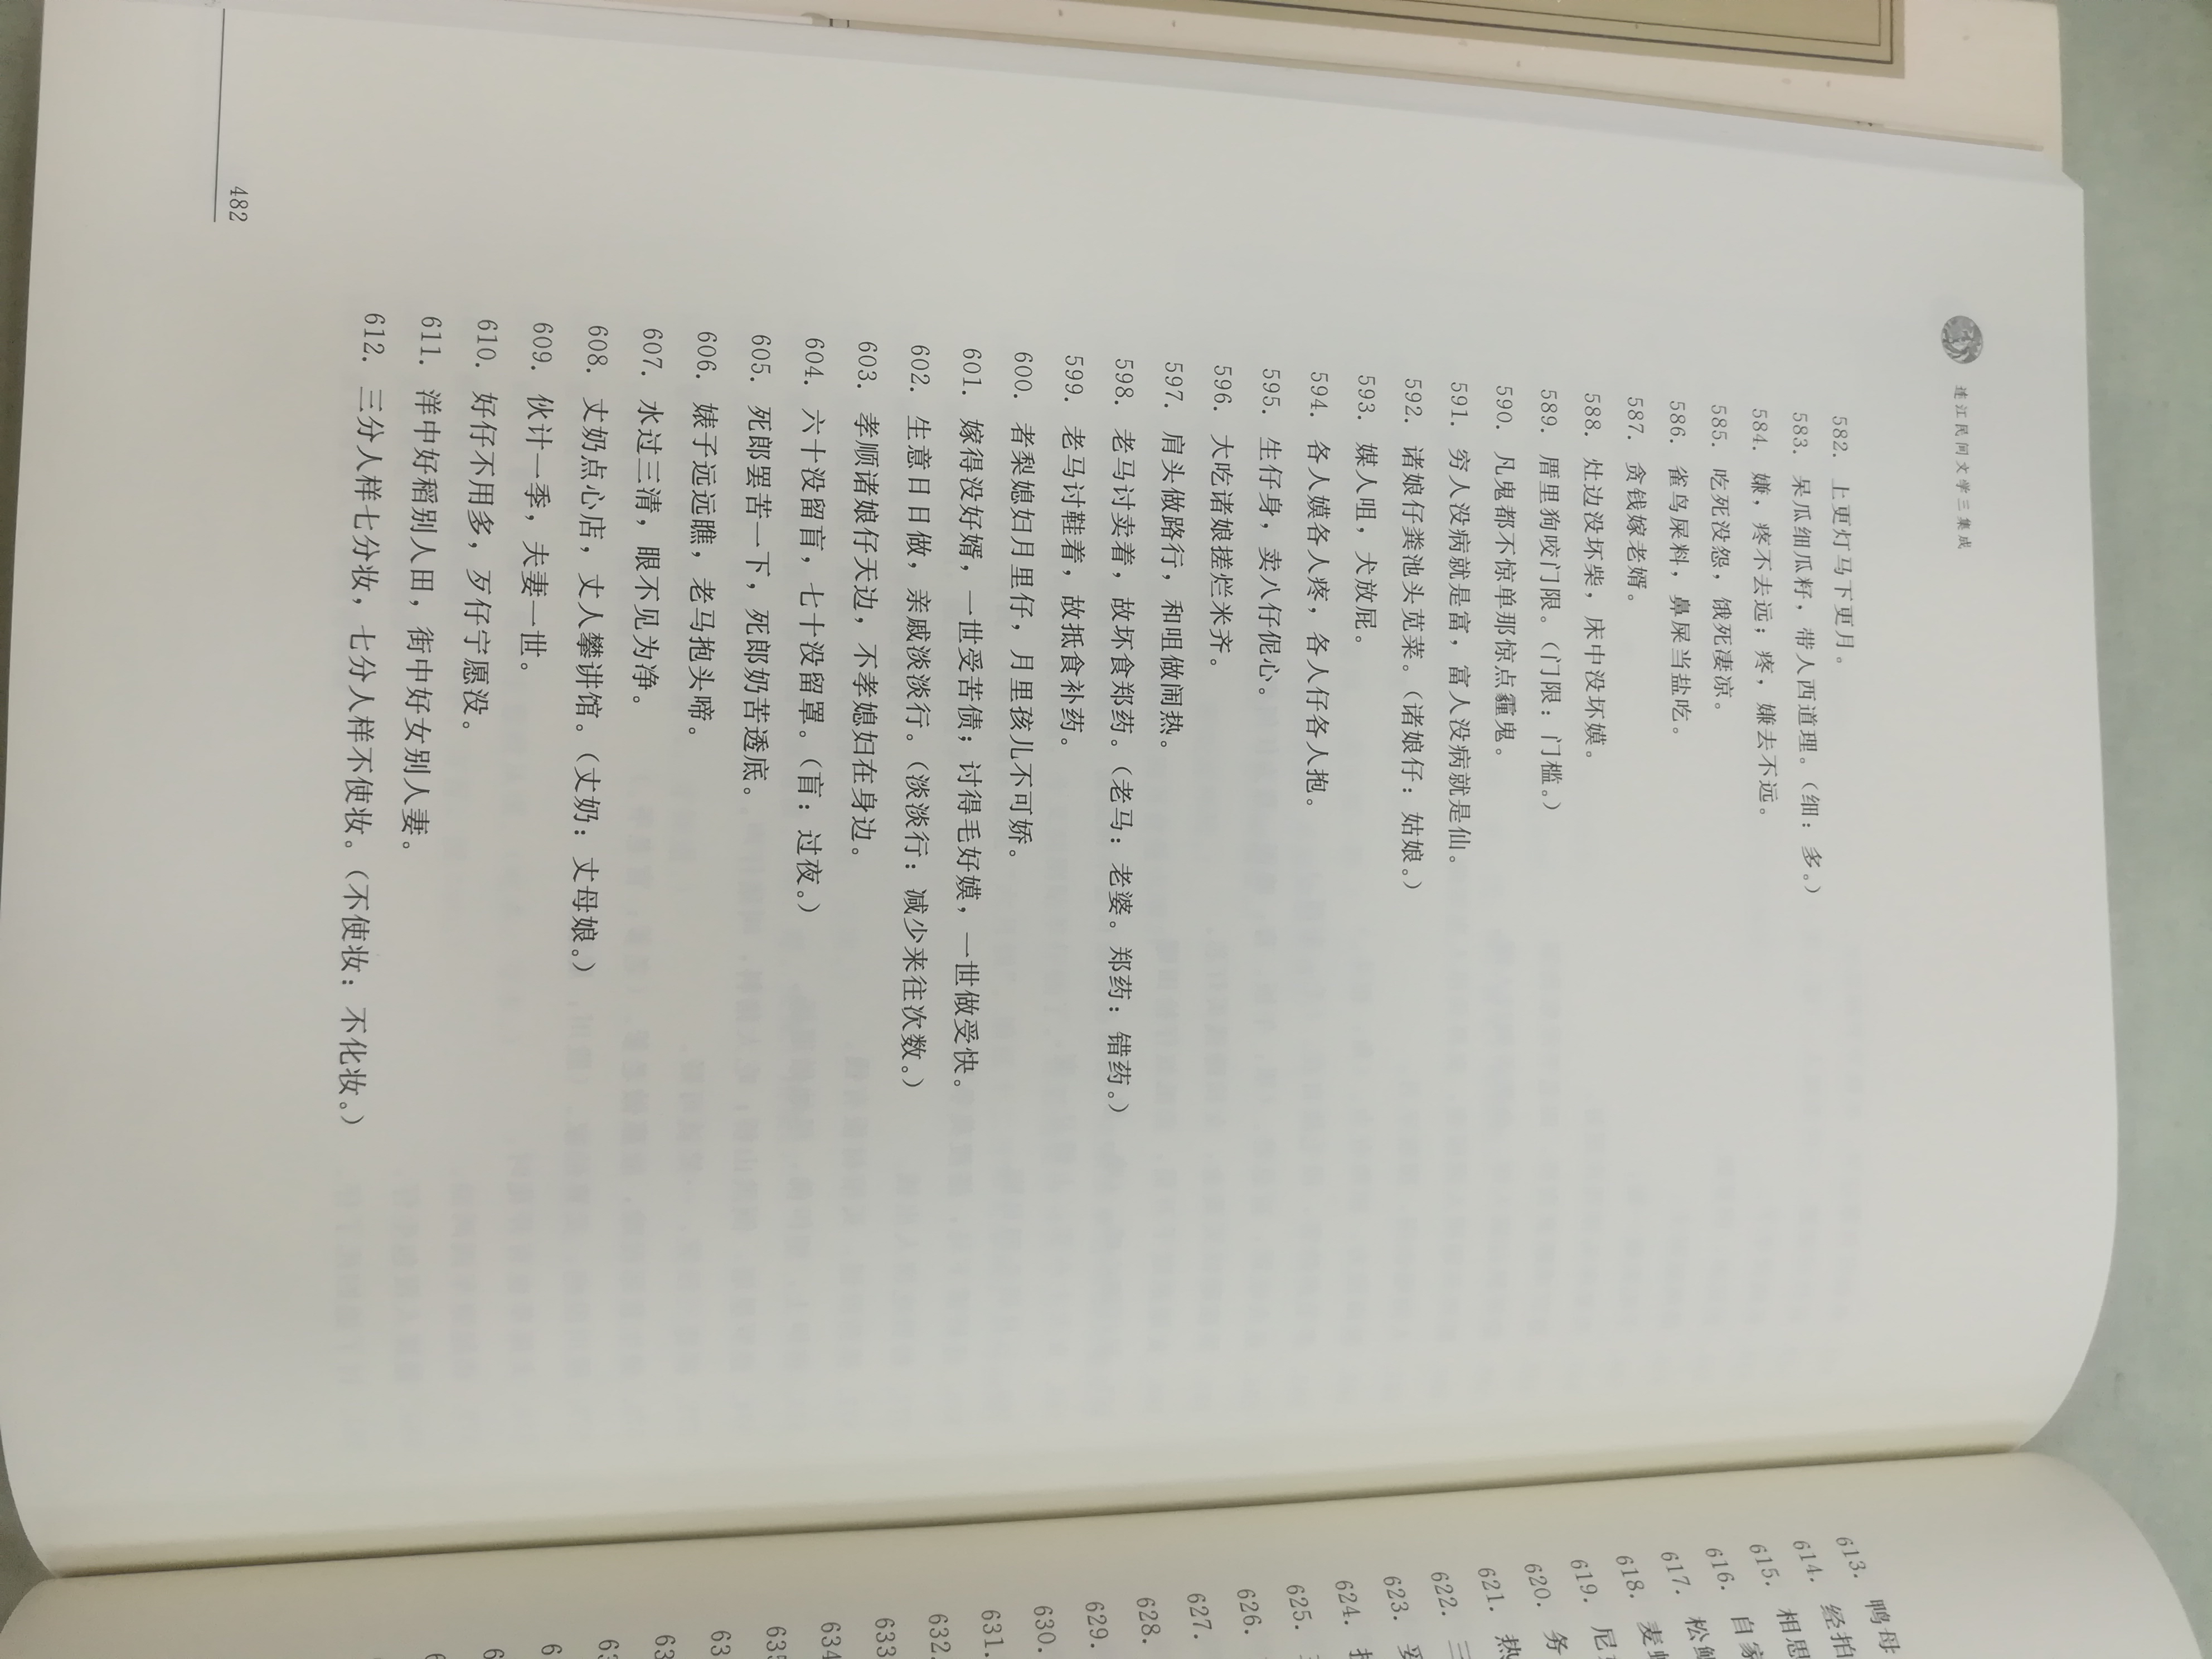 连江民间文学三集成
582. 上更灯马下更月。
583. 呆瓜细瓜籽，带人西道理。（细：多。）
584. 嫌，疼不去远；疼，嫌去不远。
585. 吃死没怨，饿死凄凉。
586. 雀鸟屎料，鼻屎当盐吃。
587. 贪钱嫁老婿。
588. 灶边没坏柴，床中没坏嫫。
589. 厝里狗咬门限。（门限：门槛。）
590. 凡鬼都不惊单那惊点霾鬼。
591. 穷人没病就是富，富人没病就是仙。
592. 诸娘仔粪池头苋菜。（诸娘仔：姑娘。）
593. 媒人咀，犬放屁。
594. 各人嫫各人疼，各人仔各人抱。
595. 生仔身，卖八仔伲心。
596. 大吃诸娘搓烂米齐。
597. 肩头做路行，和咀做闹热。
598. 老马讨卖着，故坏食郑药。（老马：老婆。郑药：错药。）
599. 老马讨鞋着，故抵食补药。
600. 者梨媳妇月里仔，月里孩儿不可娇。
601. 嫁得没好婿，一世受苦债；讨得毛好嫫，一世做受快。
602. 生意日日做，亲戚淡淡行。（淡淡行：减少来往次数。）
603. 孝顺诸娘仔天边，不孝媳妇在身边。
604. 六十没留盲，七十没留罩。（盲：过夜。）
605. 死郎罢苦一下，死郎奶苦透底。
606. 婊子远远瞧，老马抱头啼。
607. 水过三清，眼不见为净。
608. 丈奶点心店，丈人攀讲馆。（丈奶：丈母娘。）
609. 伙计一季，夫妻一世。
610. 好仔不用多，歹仔宁愿没。
611. 洋中好稻别人田，街中好女别人妻。
612. 三分人样七分妆，七分人样不使妆。（不使妆：不化妆。）
482
613. 鸭母
614. 经拍
615. 相思
616. 自家
617. 松
618. 麦
619. 尼
620. 务
621. 热
622. 三
623.
624.
625.
626.
627.
628.
629.
630.
631.
632.
633
634
635